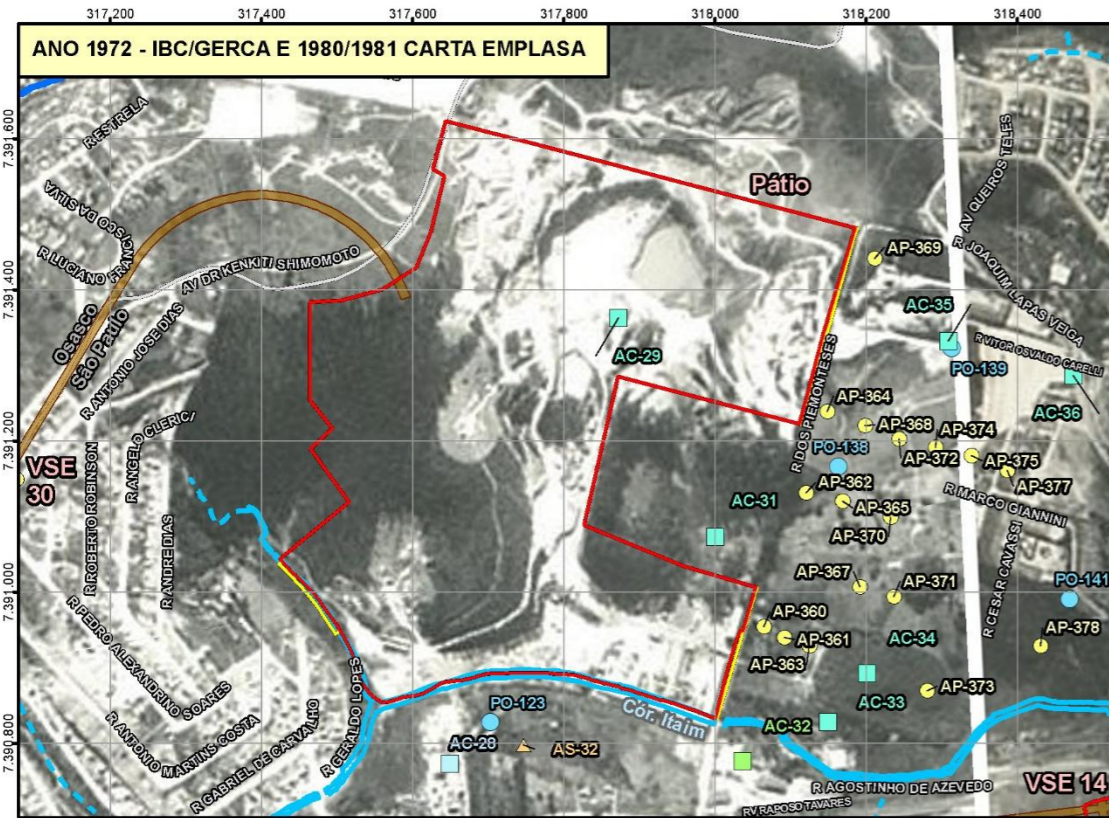 317,200 317,400 317,600 317,800 318,000 318,200 318,400
ANO 1972 - IBC/GERCA E 1980/1981 CARTA EMPLASA
7.391.600
7.391.400
7.391.200
7.391.000
7.390.800
R ESTRELA
R LUCIANO FRANCYSCO DA SILVA
AV DR KENKITI SHIMOMOTO
Osasco
São Paulo
R ANTONIO JOSE DIAS
R ANGELO CLERIC/
VSE
30
R ROBERTO ROBINSON
R ANDRE DIAS
R PEDRO ALEXANDRINO SOARES
R ANTONIO MARTINS COSTA
R GABRIEL DE CARVALHO
R GERALDO LOPES
Pátio
AV QUEIROS TELES
R JOAQUIM LAPAS VEIGA
R VITOR OSVALDO CARELLI
AP-369
AC-35
PO-139
AC-29
AC-36
R DOS PIEMONTESES
AP-364
AP-368
AP-374
AP-372
AP-375
AP-377
PO-138
AP-362
AP-365
AP-370
R MARCO GIANNINI
AC-31
R CESAR CAVASSI
AP-367
AP-371
PO-141
AP-360
AP-361
AP-363
AC-34
AP-378
AP-373
AC-33
PO-123
Cór. Itaim
AC-32
AC-28
AS-32
R AGOSTINHO DE AZEVEDO
VSE 14
RV RAPOSO TAVARES